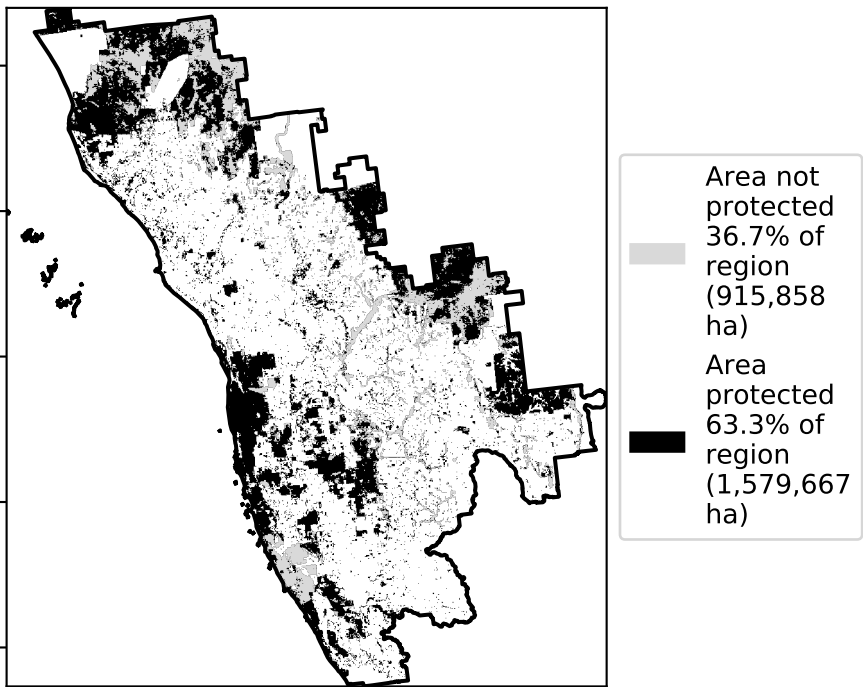 Area not
protected
36.7% of
region
(915,858
ha)
Area
protected
63.3% of
region
(1,579,667
ha)